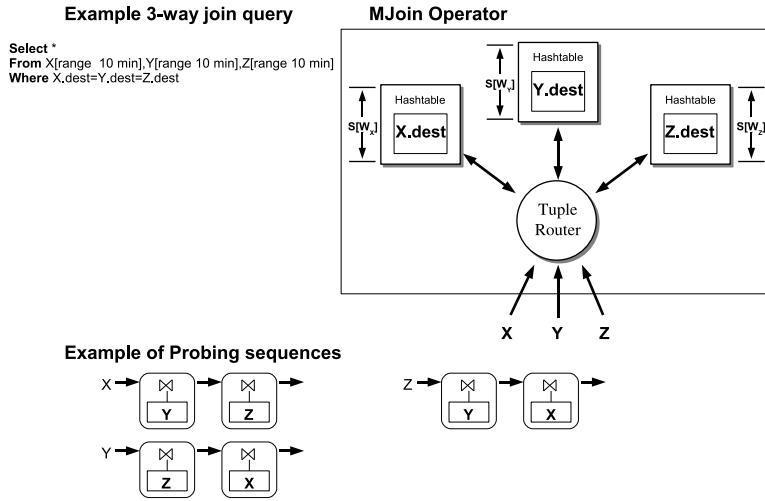 Example 3-way join query
MJoin Operator
Select *
From X[range 10 min],Y[range 10 min],Z[range 10 min]
Where X.dest=Y.dest=Z.dest
Hashtable
Y.dest
S[WY]
Hashtable
X.dest
S[WX]
Hashtable
Z.dest
S[WZ]
Tuple
Router
X Y Z
Example of Probing sequences
X ⋈ Y ⋈ Z
Z ⋈ Y ⋈ X
Y ⋈ Z ⋈ X